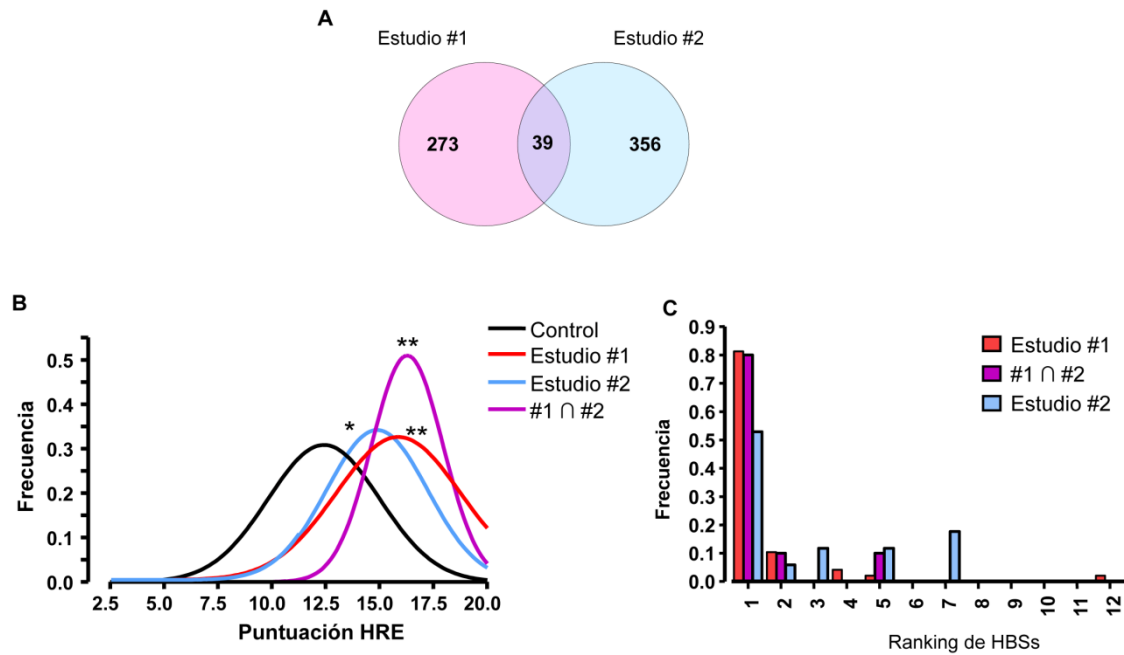 A
Estudio #1
Estudio #2
273
39
356
B
Control
Estudio #1
Estudio #2
#1 ∩ #2
**
*
**
Frecuencia
0.5
0.4
0.3
0.2
0.1
0.0
2.5 5.0 7.5 10.0 12.5 15.0 17.5 20.0
Puntuación HRE
C
Estudio #1
#1 ∩ #2
Estudio #2
Frecuencia
0.9
0.8
0.7
0.6
0.5
0.4
0.3
0.2
0.1
0.0
1 2 3 4 5 6 7 8 9 10 11 12
Ranking de HBSs